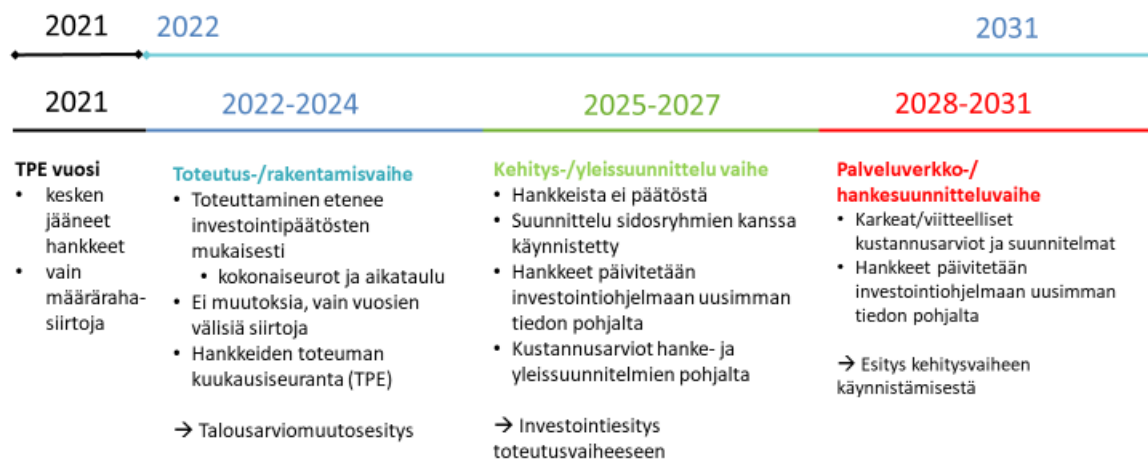 2021
2022
2031
2021
2022-2024
2025-2027
2028-2031
TPE vuosi
• kesken
jääneet
hankkeet
• vain
määräraha-
siirtoja
Toteutus-/rakentamisvaihe
• Toteuttaminen etenee
investointipäätösten
mukaisesti
• kokonaiseurot ja aikataulu
• Ei muutoksia, vain vuosien
välisiä siirtoja
• Hankkeiden toteuman
kuukausiseuranta (TPE)
→ Talousarviomuutosesitys
Kehitys-/yleissuunnittelu vaihe
• Hankkeista ei päätöstä
• Suunnittelu sidosryhmien kanssa
käynnistetty
• Hankkeet päivitetään
investointiohjelmaan uusimman
tiedon pohjalta
• Kustannusarviot hanke- ja
yleissuunnitelmien pohjalta
→ Investointiesitys
toteutusvaiheeseen
Palveluverkko-/
hankesuunnitteluvaihe
• Karkeat/viitteelliset
kustannusarviot ja suunnitelmat
• Hankkeet päivitetään
investointiohjelmaan uusimman
tiedon pohjalta
→ Esitys kehitysvaiheen
käynnistämisestä